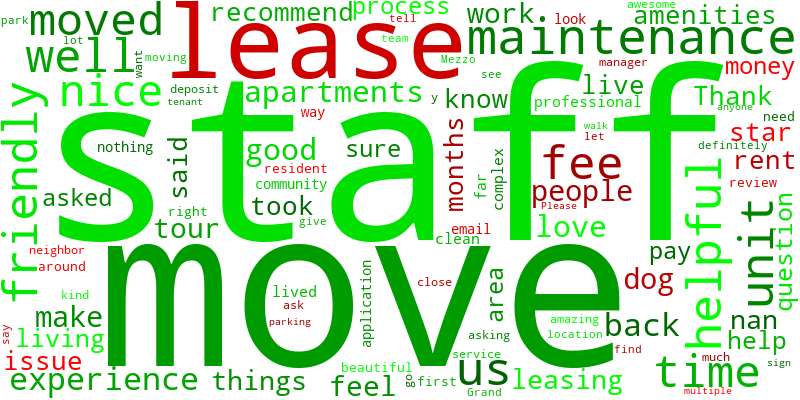 park
moved
recommend
process
tell
team
work
look
awesome
amenities
well
lot
moving
want
lease
Mezzo
see
maintenance
manager
money
nice
deposit
tenant
apartments
way
live
know
y
professional
Thank
anyone
need
friendly
nothing
said
good
resident
community
sure
months
far
complex
walk
let
fee
star
definitely
rent
review
asked
right
took
give
staff
people
Please
helpful
unit
question
tour
email
clean
love
neighbor
around
kind
move
lived
ask
parking
application
close
area
asking
pay
dog
nan
help
make
living
say
issue
experience
things
feel
beautiful
go
first
service
us
Grand
leasing
amazing
location
back
find
time
much
sign
multiple